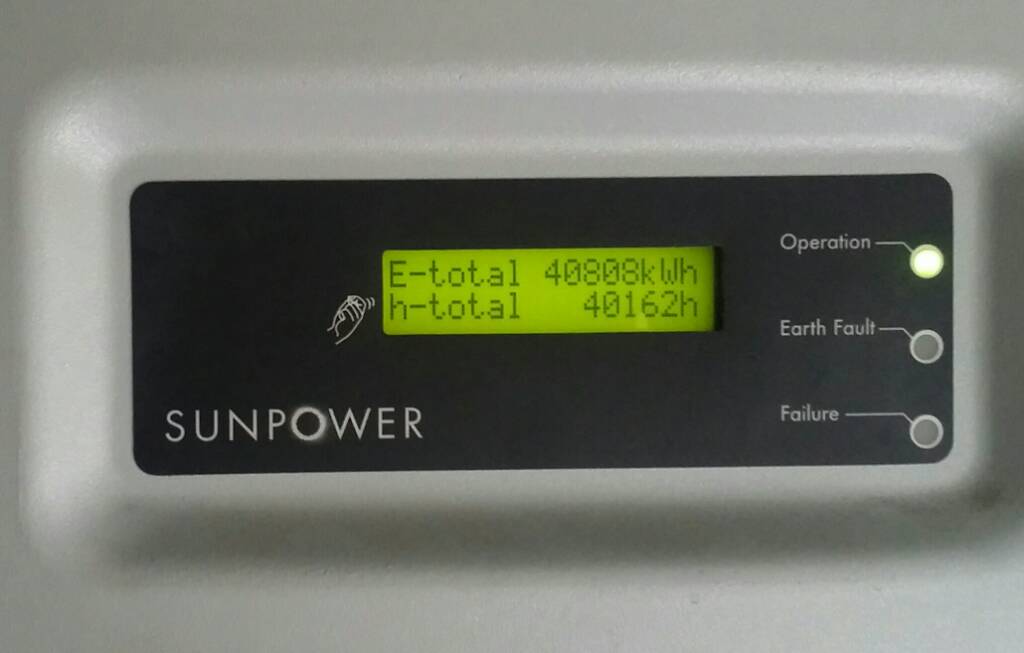 E-total 40808kWh
h-total 40162h
Operation
Earth Fault
Failure
SUNPOWER